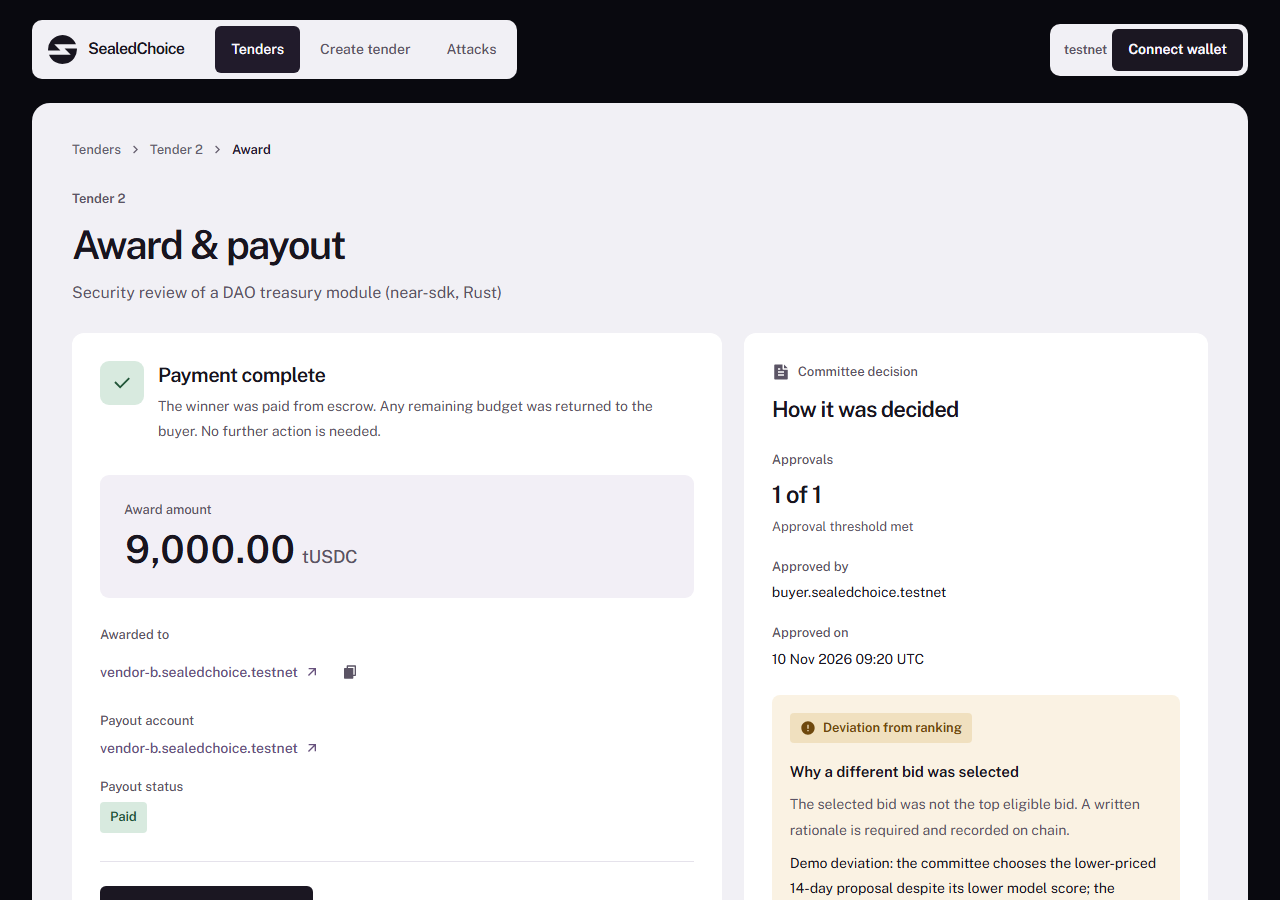 SealedChoice
Tenders
Create tender
Attacks
testnet
Connect wallet
Tenders
Tender 2
Award
Tender 2
Award & payout
Security review of a DAO treasury module (near-sdk, Rust)
Payment complete
The winner was paid from escrow. Any remaining budget was returned to the
buyer. No further action is needed.
Award amount
9,000.00 tUSDC
Awarded to
vendor-b.sealedchoice.testnet
Payout account
vendor-b.sealedchoice.testnet
Payout status
Paid
Committee decision
How it was decided
Approvals
1 of 1
Approval threshold met
Approved by
buyer.sealedchoice.testnet
Approved on
10 Nov 2026 09:20 UTC
Deviation from ranking
Why a different bid was selected
The selected bid was not the top eligible bid. A written
rationale is required and recorded on chain.
Demo deviation: the committee chooses the lower-priced
14-day proposal despite its lower model score; the